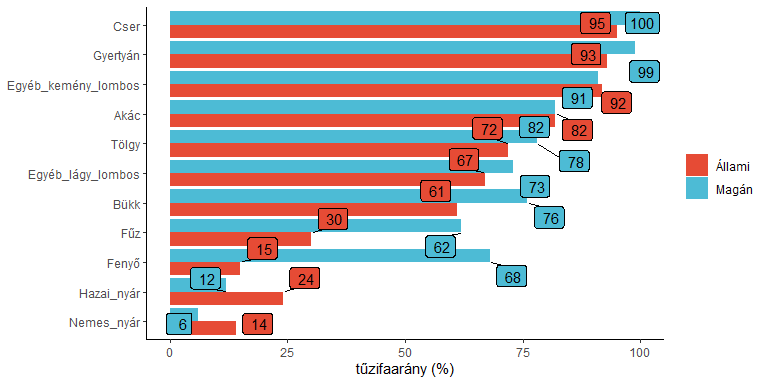 Cser 95 100
Gyertyán 93
Egyéb_kemény_lombos 99
91 92
Akác 82 82
Tölgy 72 78
Egyéb_lágy_lombos 67 73
Bükk 61 76
Fűz 30 62
Fenyő 15 68
Hazai_nyár 12 24
Nemes_nyár 6 14
0 25 50 75 100
tűzifaarány (%)
Állami
Magán